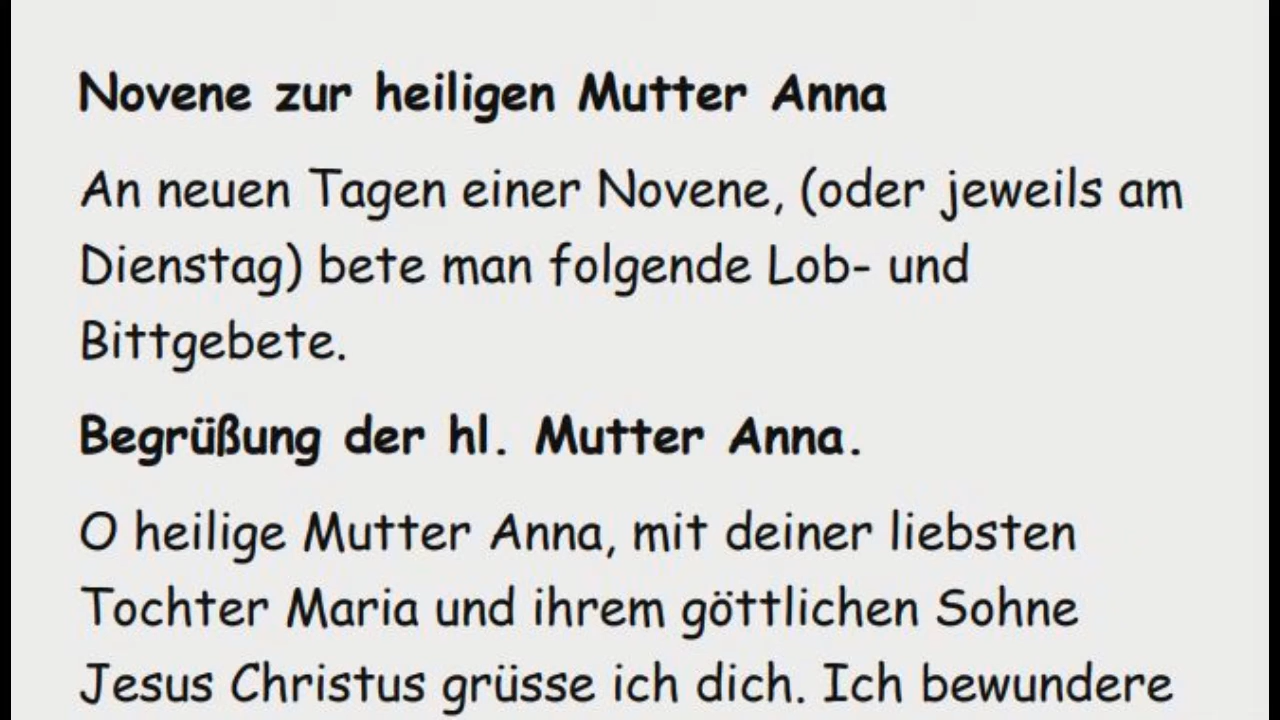 Novene zur heiligen Mutter Anna
An neuen Tagen einer Novene, (oder jeweils am
Dienstag) bete man folgende Lob- und
Bittgebete.
Begrüßung der hl. Mutter Anna.
O heilige Mutter Anna, mit deiner liebsten
Tochter Maria und ihrem göttlichen Sohne
Jesus Christus grüsse ich dich. Ich bewundere